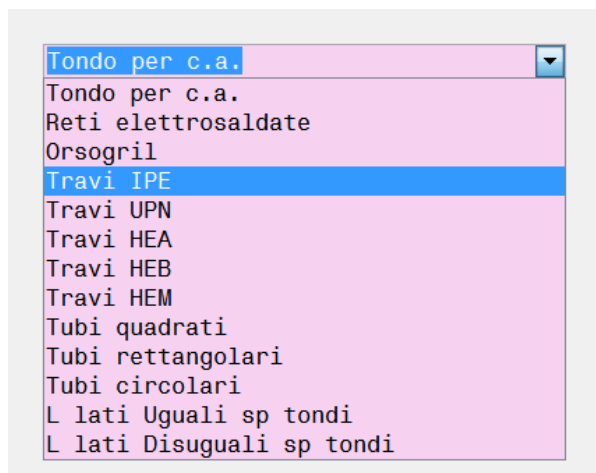 Tondo per c.a.
Tondo per c.a.
Reti elettrosaldate
Orsogril
Travi IPE
Travi UPN
Travi HEA
Travi HEB
Travi HEM
Tubi quadrati
Tubi rettangolari
Tubi circolari
L lati Uguali sp tondi
L lati Disuguali sp tondi